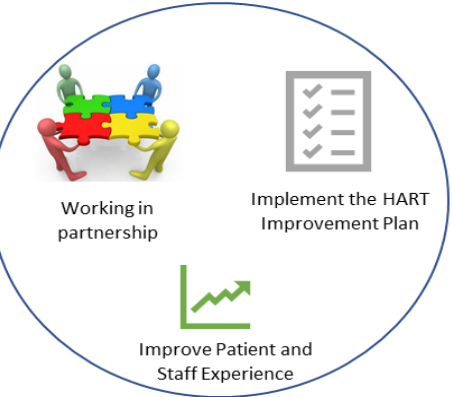 Working in
partnership
Implement the HART
Improvement Plan
Improve Patient and
Staff Experience